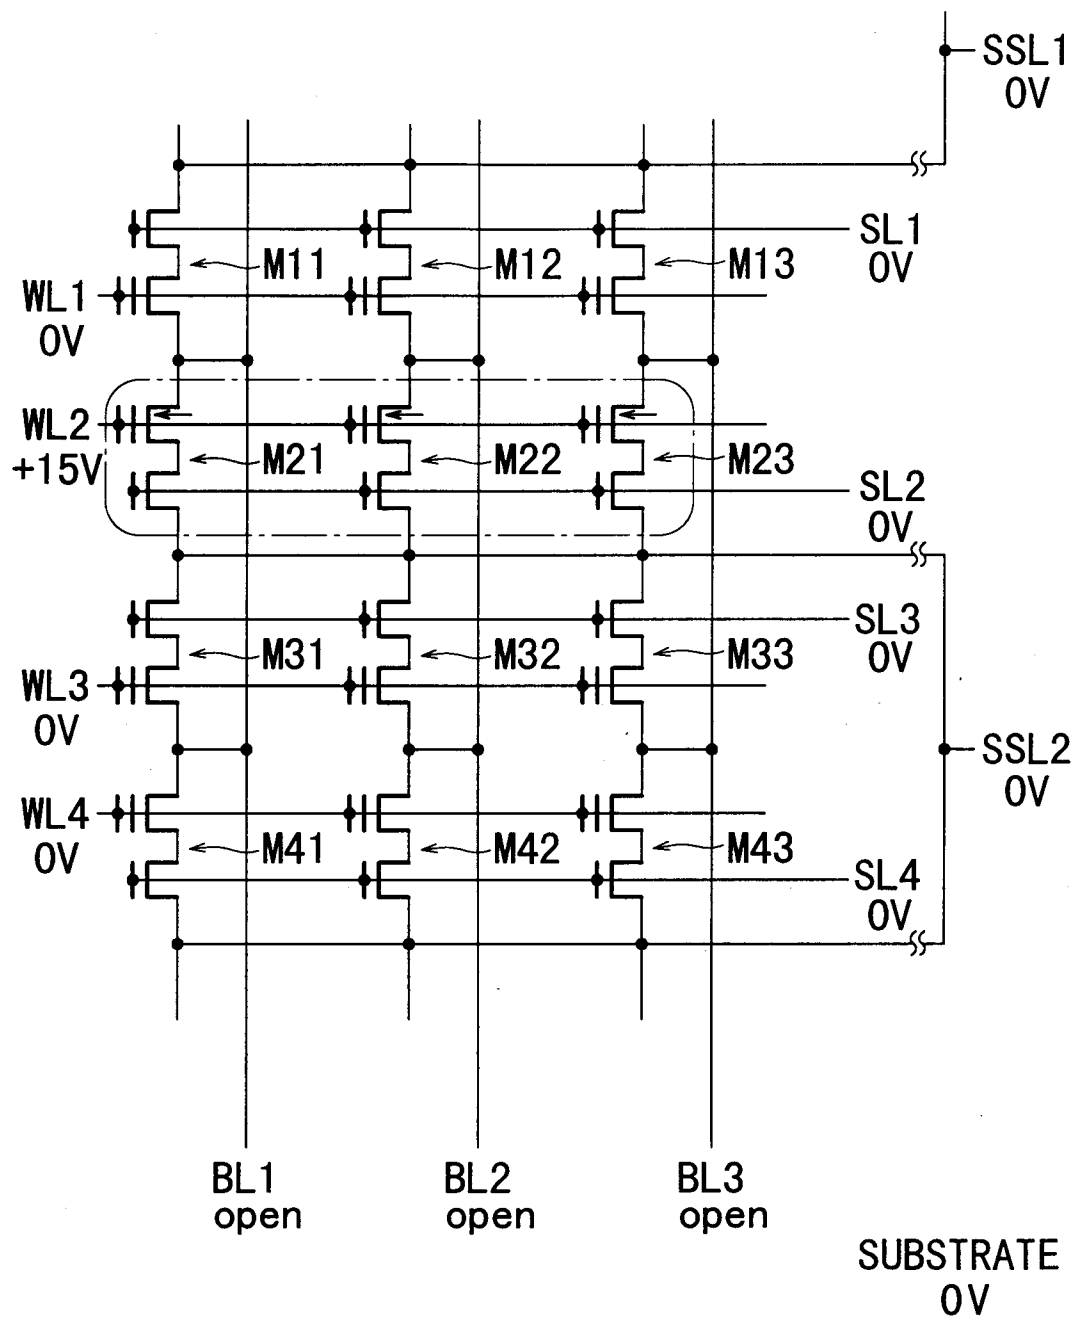 SSL1
0V
SL1
0V
M11
M12
M13
WL1
0V
WL2
+15V
M21
M22
M23
SL2
0V
SL3
0V
M31
M32
M33
WL3
0V
SSL2
0V
WL4
0V
M41
M42
M43
SL4
0V
BL1
open
BL2
open
BL3
open
SUBSTRATE
0V